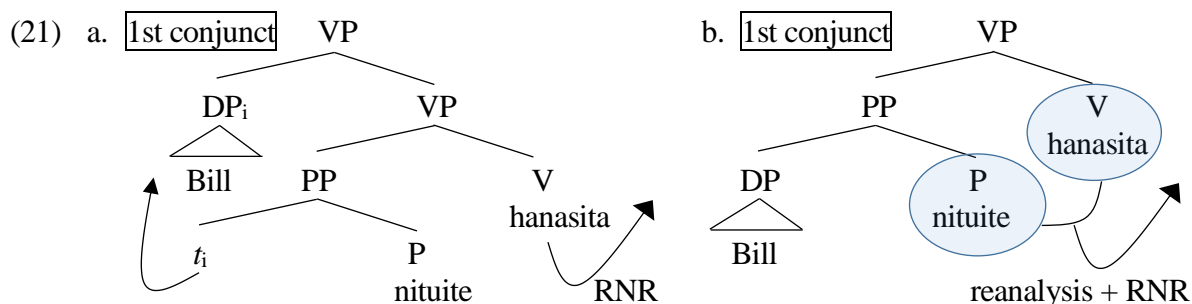 (21) a. 1st conjunct VP b. 1st conjunct VP
DPi VP PP V
hanasita
Bill PP V DP P
hanasita nituite
ti P Bill
nituite RNR reanalysis + RNR